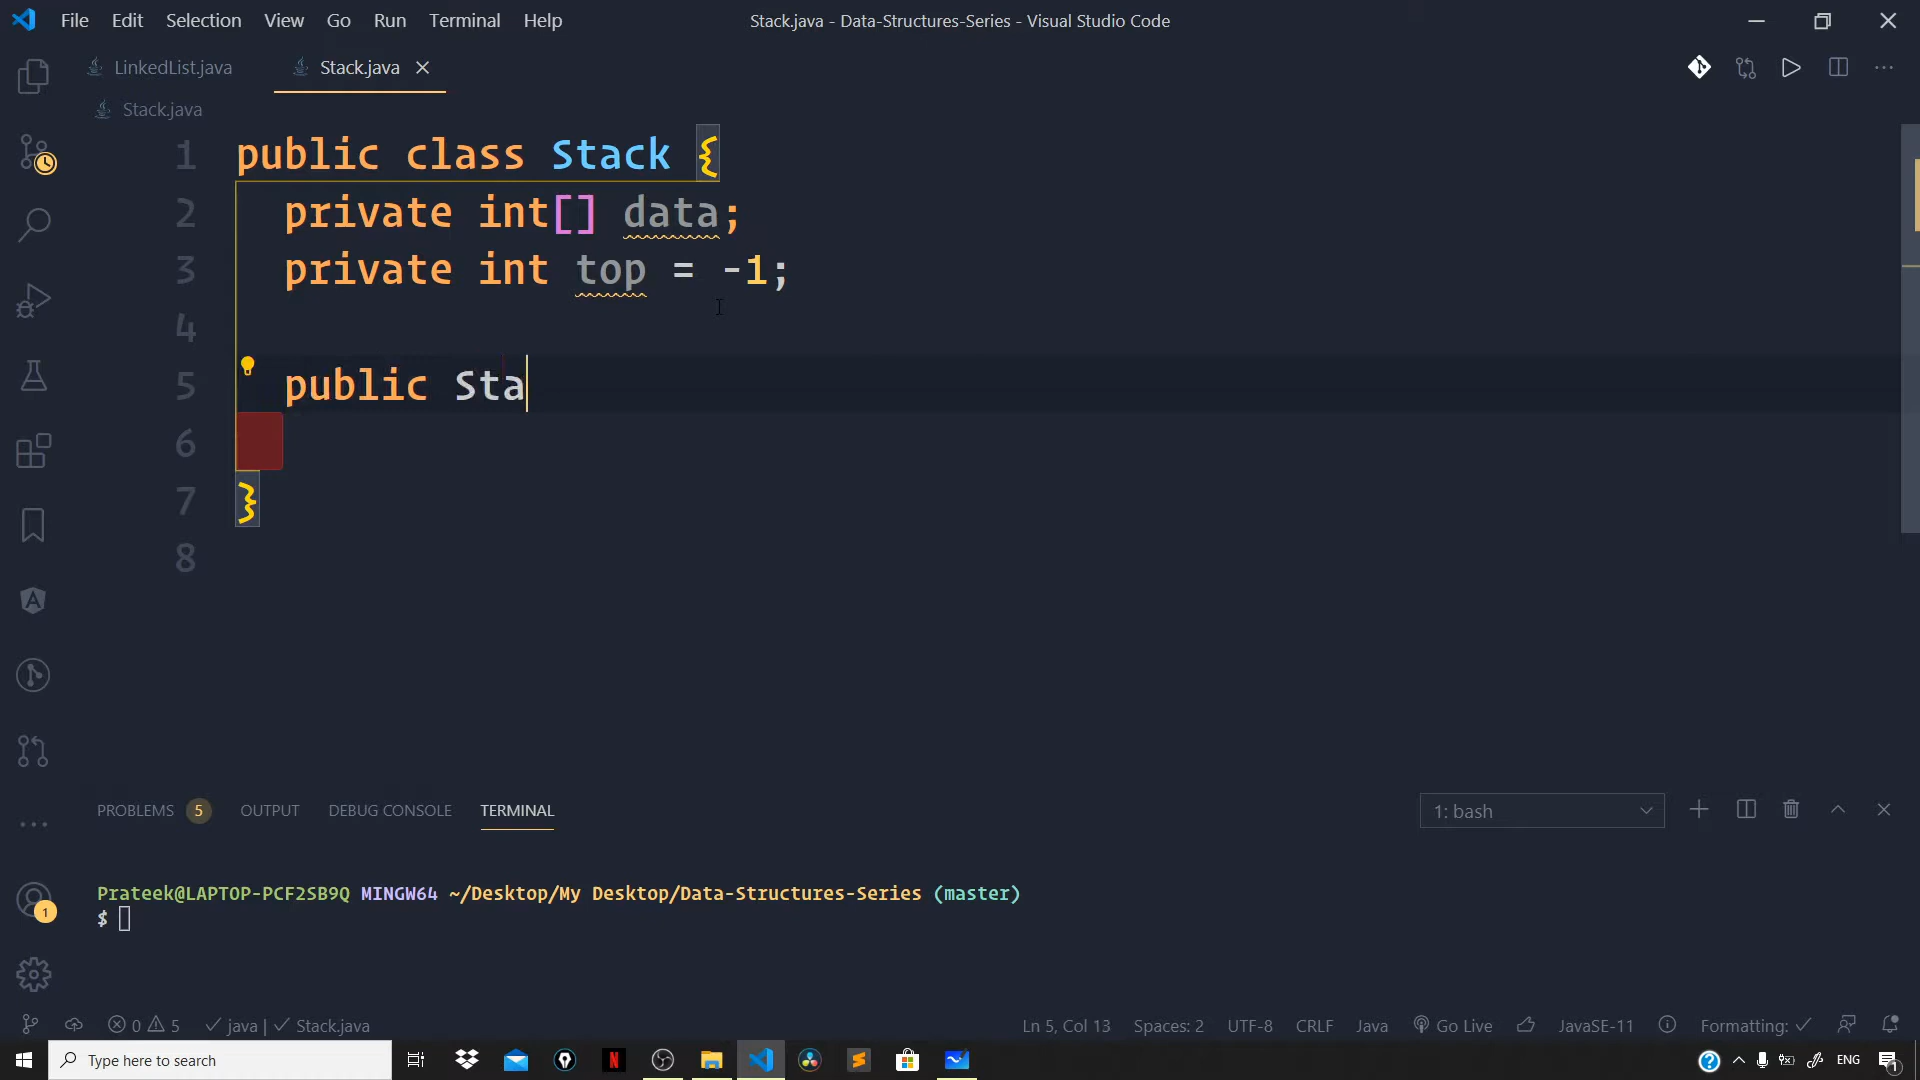 File Edit Selection View Go Run Terminal Help
Stack.java - Data-Structures-Series - Visual Studio Code
LinkedList.java Stack.java
Stack.java
1 public class Stack {
2 private int[] data;
3 private int top = -1;
4
5 public Sta
6
7 }
8
PROBLEMS 5 OUTPUT DEBUG CONSOLE TERMINAL
1: bash
Prateek@LAPTOP-PCF2SB9Q MINGW64 ~/Desktop/My Desktop/Data-Structures-Series (master)
$
1
0 5 java | Stack.java
Ln 5, Col 13 Spaces: 2 UTF-8 CRLF Java Go Live JavaSE-11 Formatting:
Type here to search
ENG
1